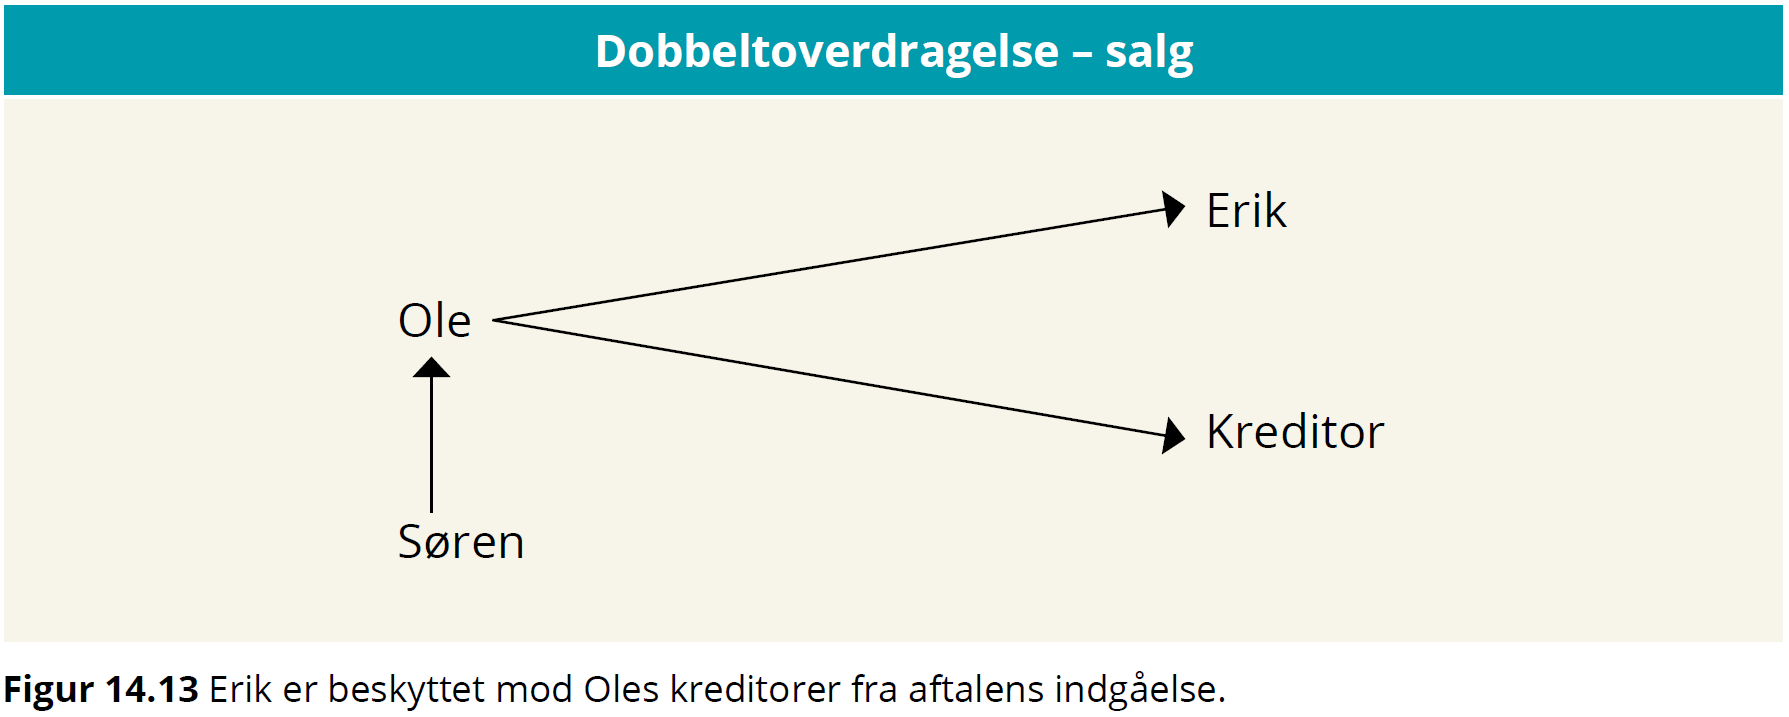 Dobbeltoverdragelse – salg
Erik
Ole
Kreditor
Søren
Figur 14.13 Erik er beskyttet mod Oles kreditorer fra aftalens indgåelse.